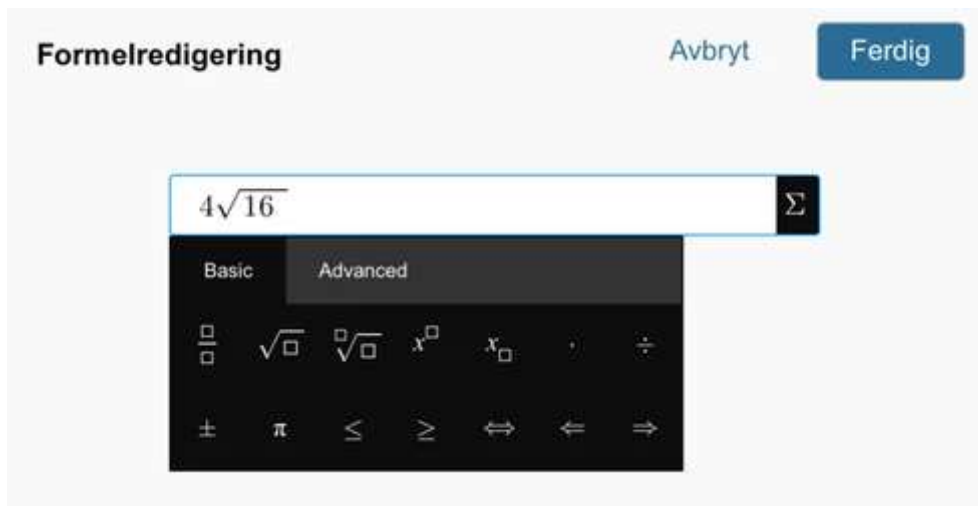 Formelredigering Avbryt Ferdig
4√16 Σ
Basic Advanced
□/□ √□ □√□ x□ x□ · ÷
± π ≤ ≥ ⇔ ⇐ ⇒